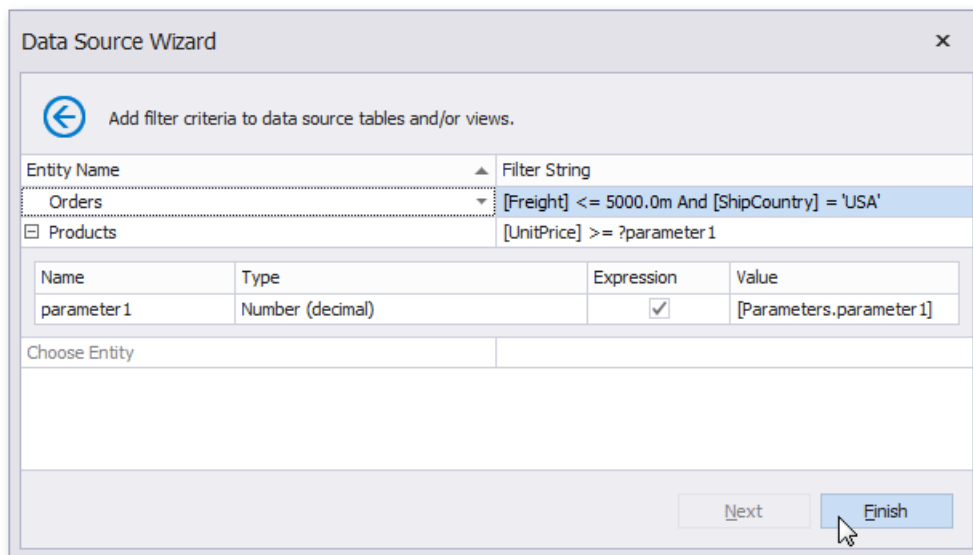 Data Source Wizard
Add filter criteria to data source tables and/or views.
Entity Name Filter String
Orders [Freight] <= 5000.0m And [ShipCountry] = 'USA'
Products [UnitPrice] >= ?parameter1
Name Type Expression Value
parameter1 Number (decimal) [Parameters.parameter1]
Choose Entity
Next Finish